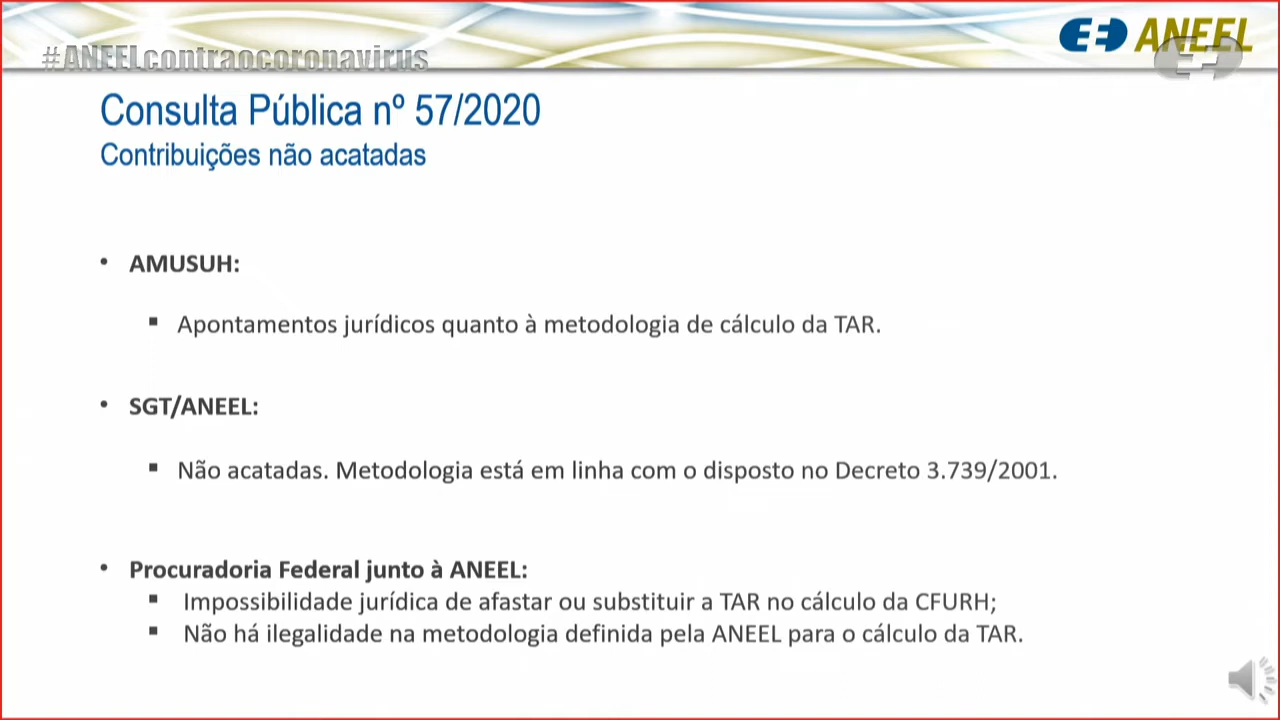 #ANEELcontraocoronavirus
ANEEL
Consulta Pública nº 57/2020
Contribuições não acatadas
• AMUSUH:
▪ Apontamentos jurídicos quanto à metodologia de cálculo da TAR.
• SGT/ANEEL:
▪ Não acatadas. Metodologia está em linha com o disposto no Decreto 3.739/2001.
• Procuradoria Federal junto à ANEEL:
▪ Impossibilidade jurídica de afastar ou substituir a TAR no cálculo da CFURH;
▪ Não há ilegalidade na metodologia definida pela ANEEL para o cálculo da TAR.